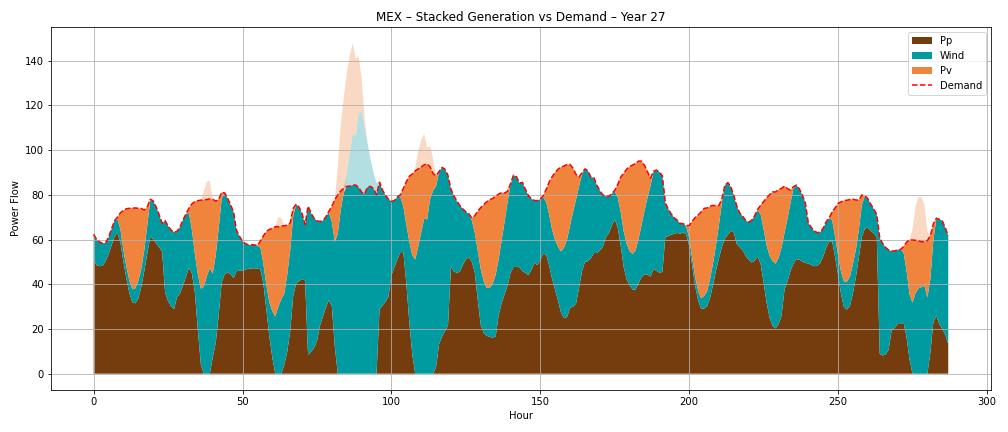 MEX – Stacked Generation vs Demand – Year 27
Pp
Wind
Pv
Demand
Power Flow
140
120
100
80
60
40
20
0
0
50
100
150
200
250
300
Hour